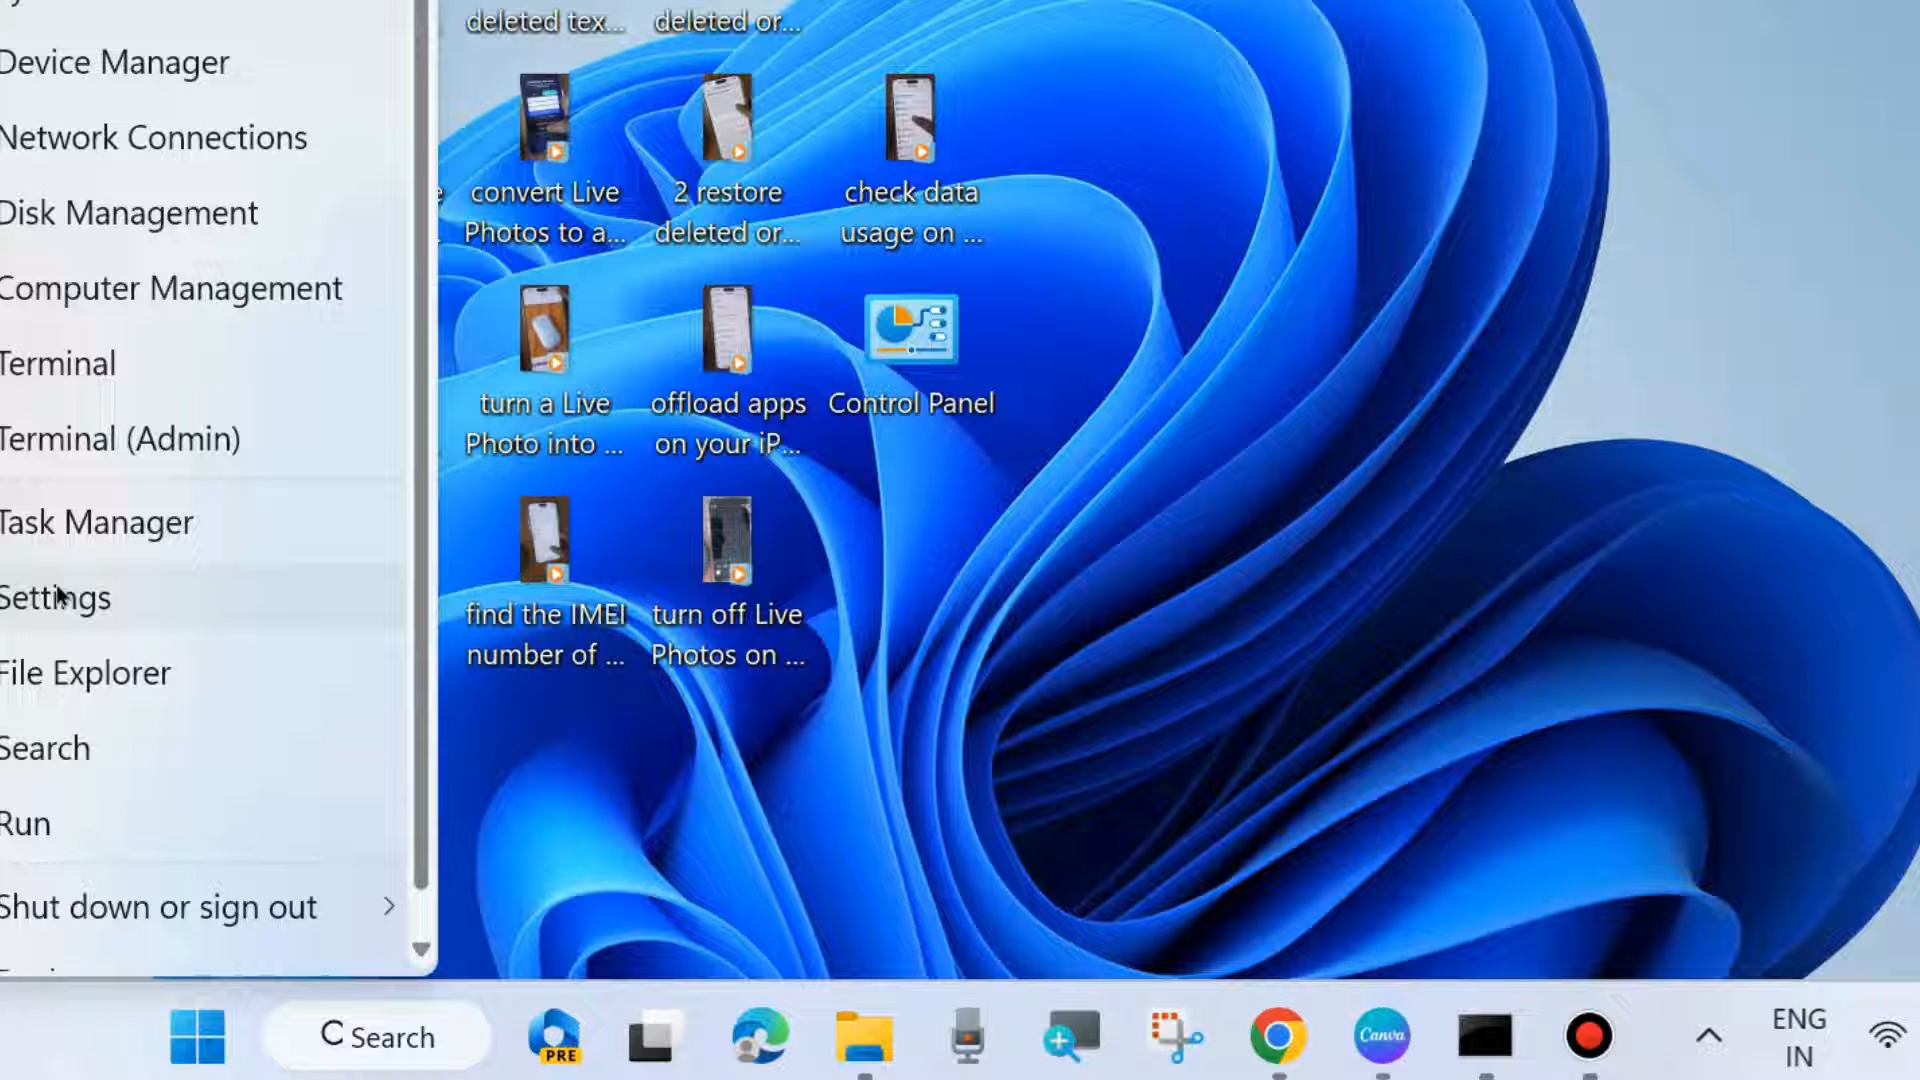 Device Manager
Network Connections
Disk Management
Computer Management
Terminal
Terminal (Admin)
Task Manager
Settings
File Explorer
Search
Run
Shut down or sign out
deleted tex...
deleted or...
convert Live
Photos to a...
2 restore
deleted or...
check data
usage on ...
turn a Live
Photo into ...
offload apps
on your iP...
Control Panel
find the IMEI
number of ...
turn off Live
Photos on ...
Search
PRE
Canva
ENG
IN